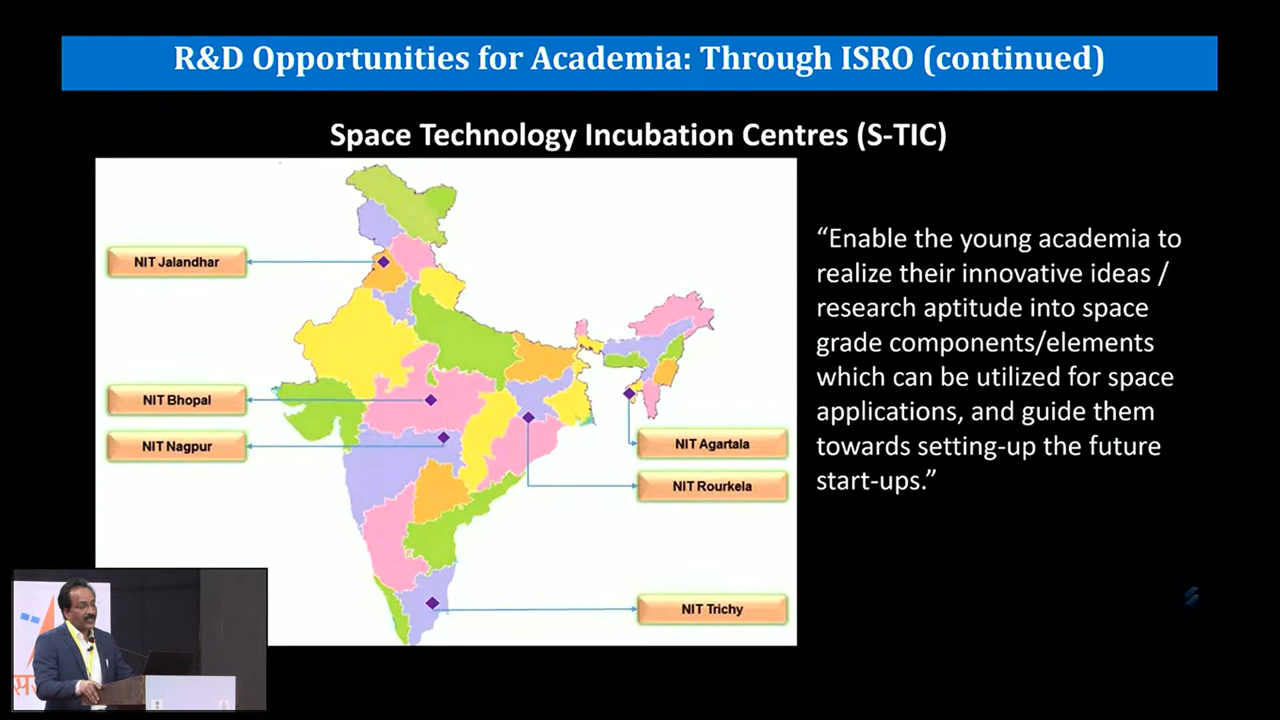 R&D Opportunities for Academia: Through ISRO (continued)
Space Technology Incubation Centres (S-TIC)
NIT Jalandhar
NIT Bhopal
NIT Nagpur
NIT Agartala
NIT Rourkela
NIT Trichy
“Enable the young academia to
realize their innovative ideas /
research aptitude into space
grade components/elements
which can be utilized for space
applications, and guide them
towards setting-up the future
start-ups.”